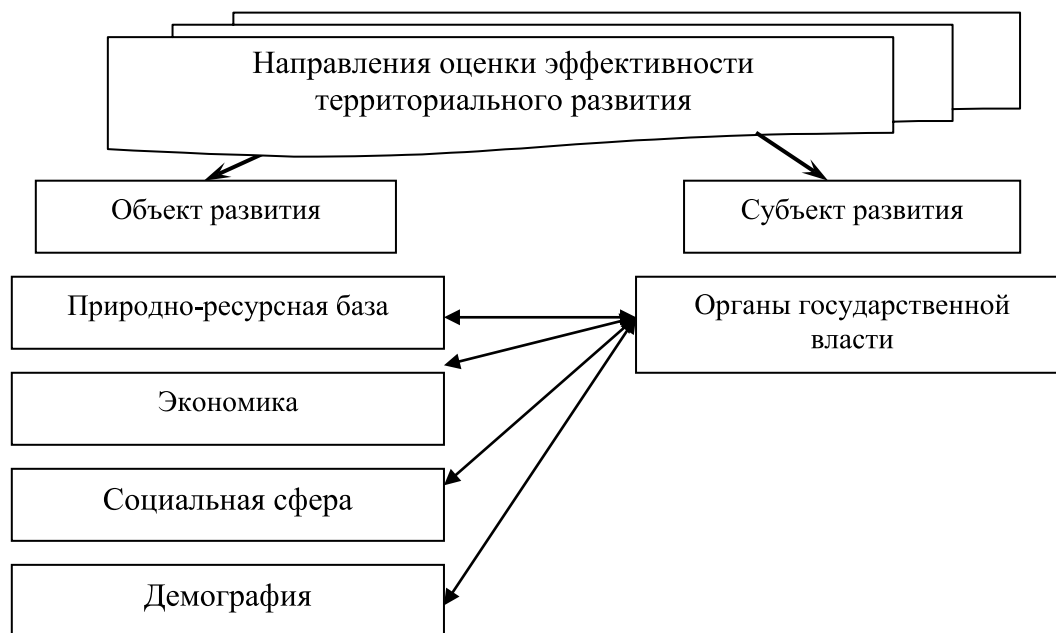 Направления оценки эффективности
территориального развития
Объект развития
Субъект развития
Природно-ресурсная база
Органы государственной
власти
Экономика
Социальная сфера
Демография